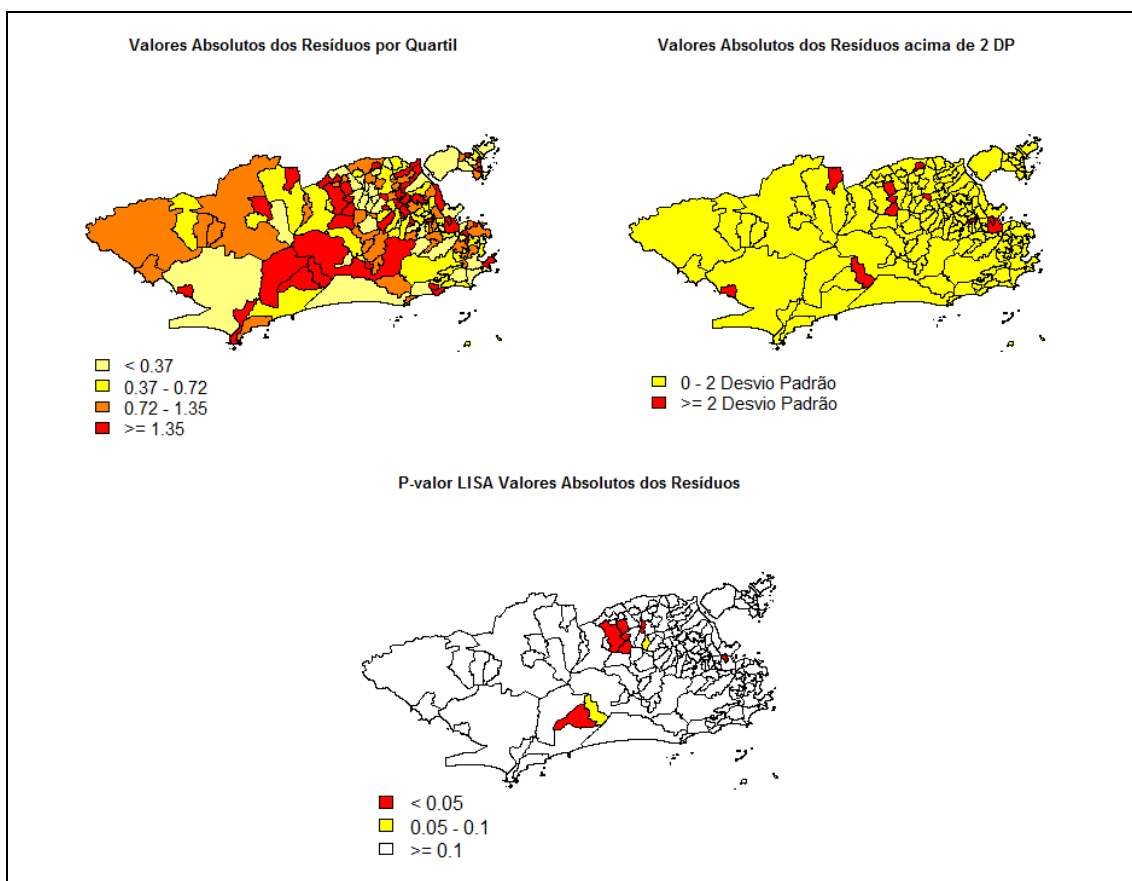 Valores Absolutos dos Resíduos por Quartil
Valores Absolutos dos Resíduos acima de 2 DP
< 0.37
0.37 - 0.72
0.72 - 1.35
>= 1.35
0 - 2 Desvio Padrão
>= 2 Desvio Padrão
P-valor LISA Valores Absolutos dos Resíduos
< 0.05
0.05 - 0.1
>= 0.1